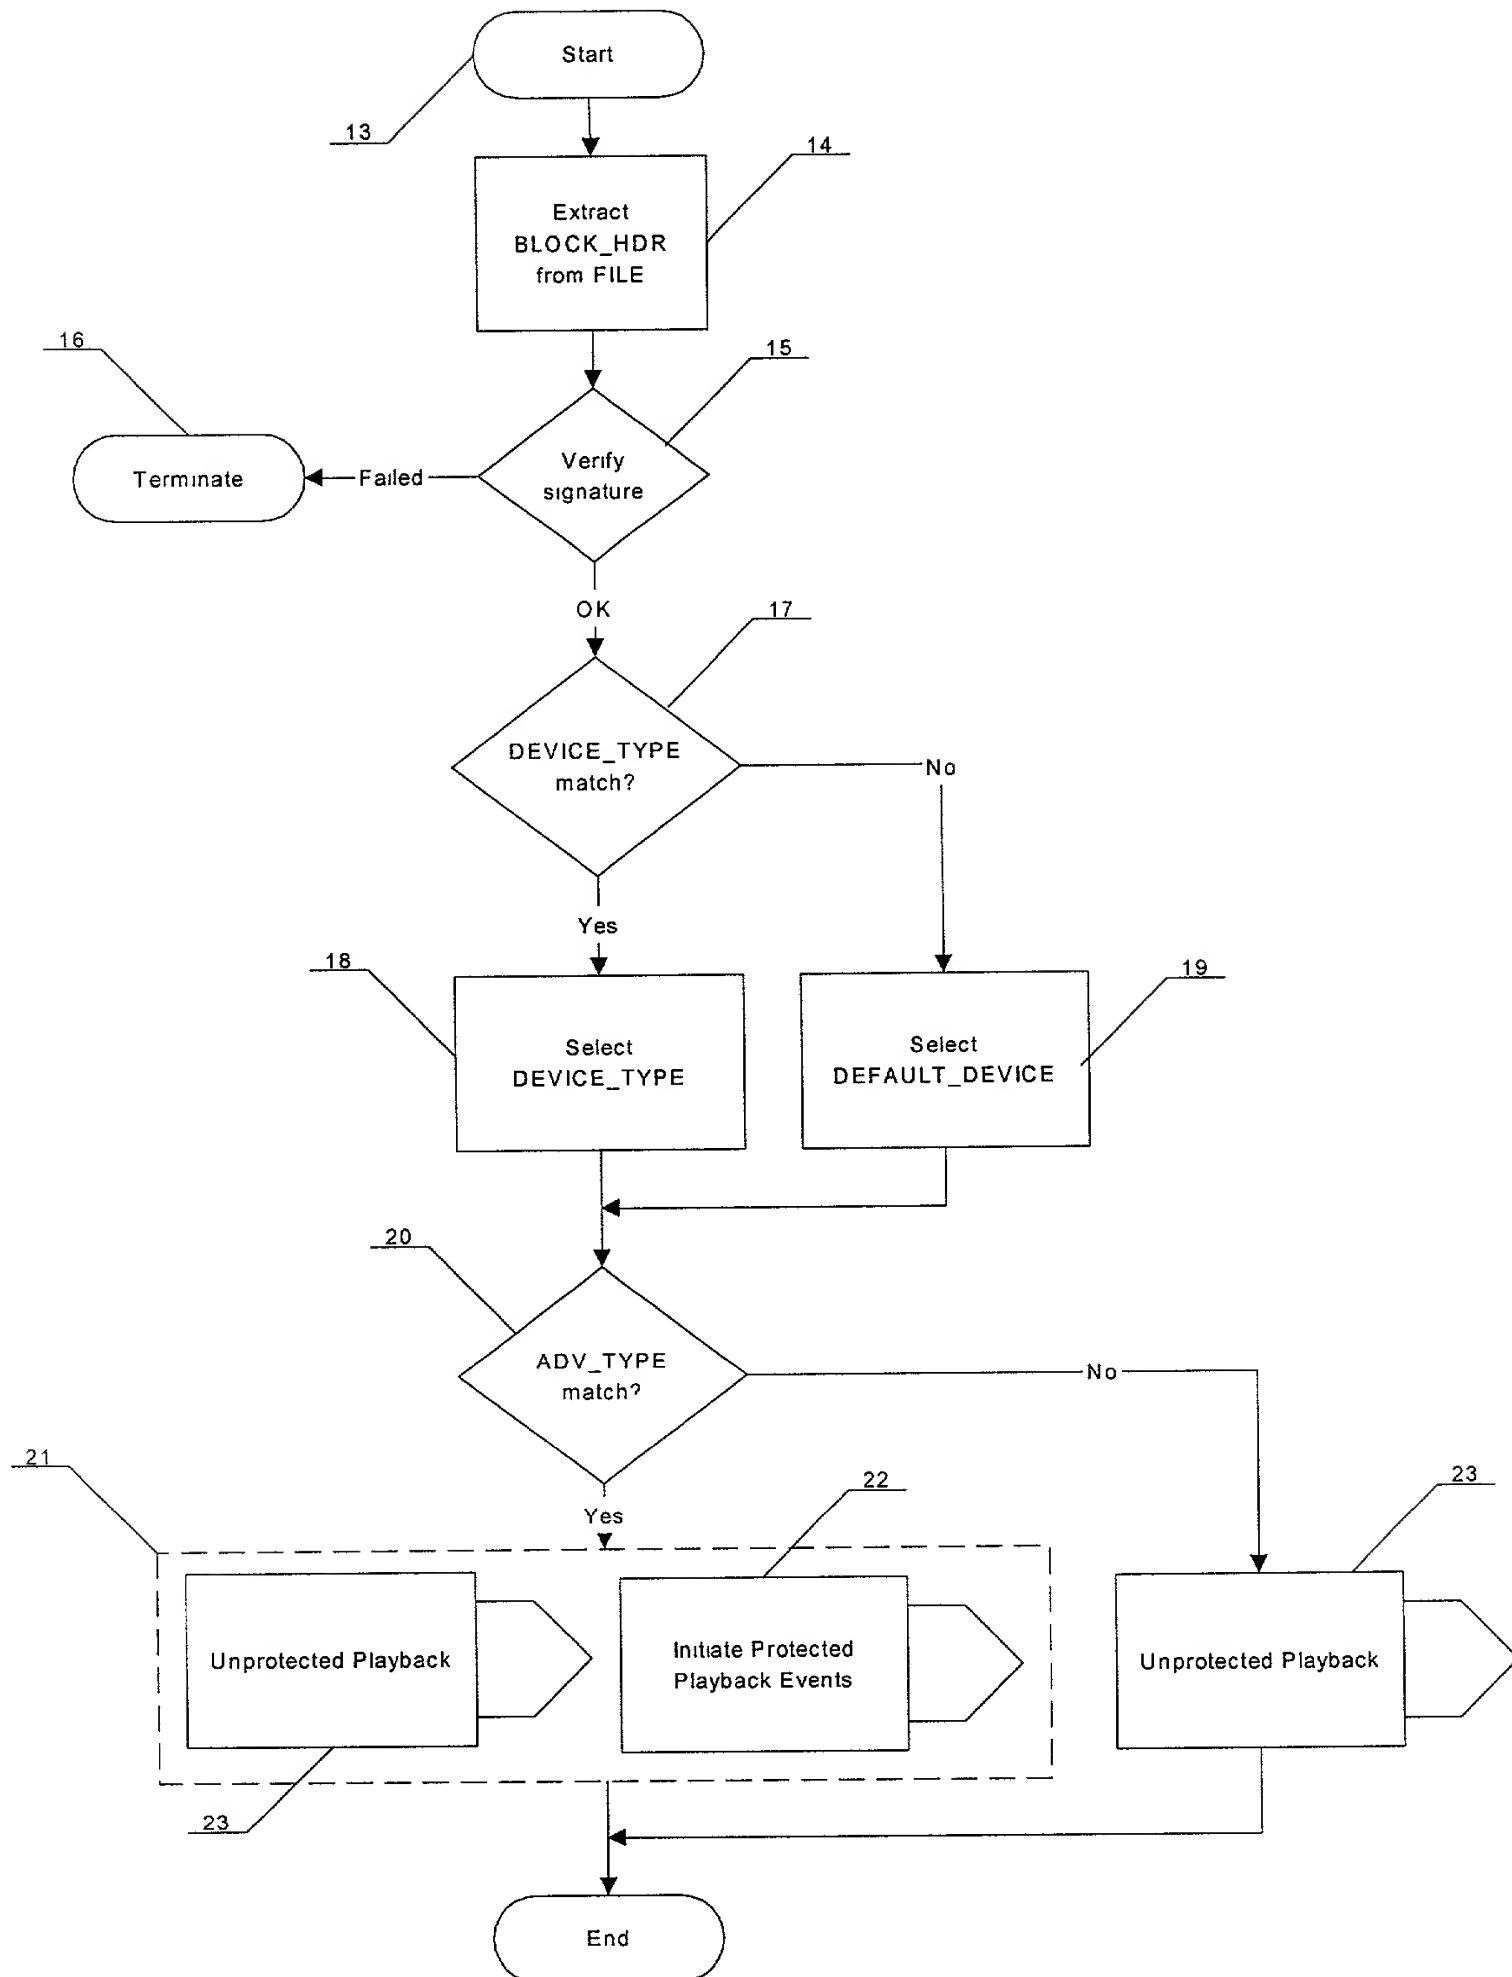 Start
13
14
Extract
BLOCK_HDR
from FILE
16
15
Terminate
Failed
Verify
signature
OK
17
DEVICE_TYPE
match?
No
Yes
18
19
Select
DEVICE_TYPE
Select
DEFAULT_DEVICE
20
ADV_TYPE
match?
No
21
22
23
Yes
Unprotected Playback
Initiate Protected
Playback Events
Unprotected Playback
23
End